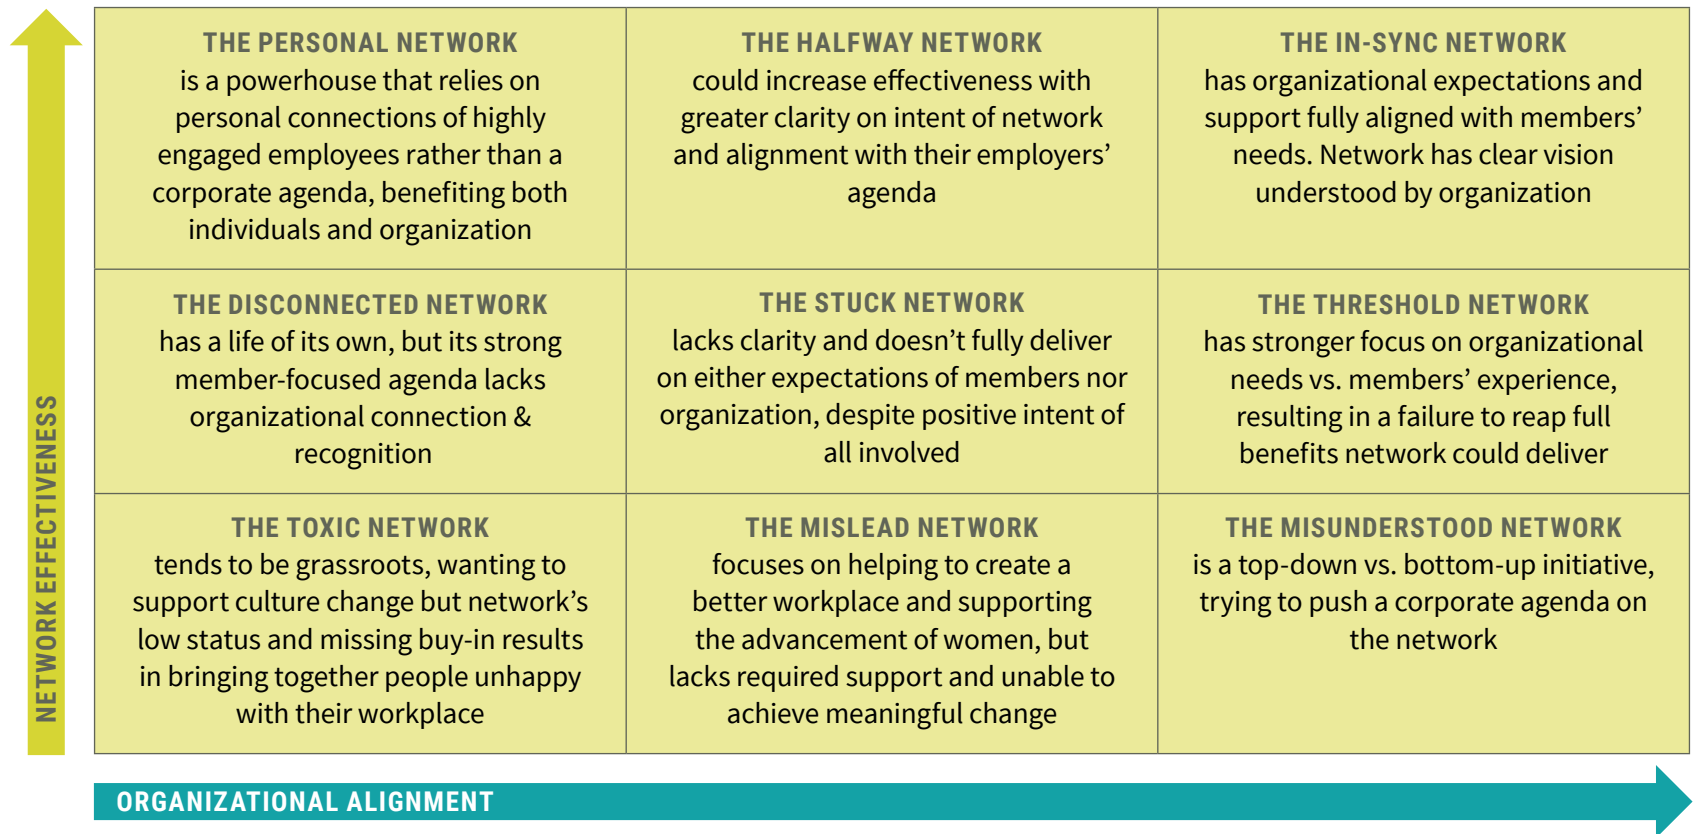 THE PERSONAL NETWORK
is a powerhouse that relies on
personal connections of highly
engaged employees rather than a
corporate agenda, benefiting both
individuals and organization
THE HALFWAY NETWORK
could increase effectiveness with
greater clarity on intent of network
and alignment with their employers’
agenda
THE IN-SYNC NETWORK
has organizational expectations and
support fully aligned with members’
needs. Network has clear vision
understood by organization
THE DISCONNECTED NETWORK
has a life of its own, but its strong
member-focused agenda lacks
organizational connection &
recognition
THE STUCK NETWORK
lacks clarity and doesn’t fully deliver
on either expectations of members nor
organization, despite positive intent of
all involved
THE THRESHOLD NETWORK
has stronger focus on organizational
needs vs. members’ experience,
resulting in a failure to reap full
benefits network could deliver
THE TOXIC NETWORK
tends to be grassroots, wanting to
support culture change but network’s
low status and missing buy-in results
in bringing together people unhappy
with their workplace
THE MISLEAD NETWORK
focuses on helping to create a
better workplace and supporting
the advancement of women, but
lacks required support and unable to
achieve meaningful change
THE MISUNDERSTOOD NETWORK
is a top-down vs. bottom-up initiative,
trying to push a corporate agenda on
the network
NETWORK EFFECTIVENESS
ORGANIZATIONAL ALIGNMENT